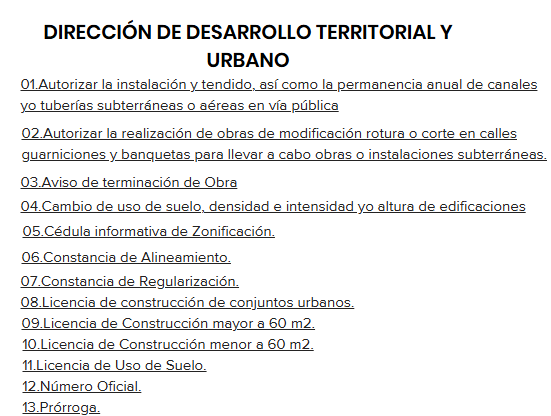 DIRECCIÓN DE DESARROLLO TERRITORIAL Y
URBANO
01.Autorizar la instalación y tendido, así como la permanencia anual de canales
yo tuberías subterráneas o aéreas en vía pública
02.Autorizar la realización de obras de modificación rotura o corte en calles
guarniciones y banquetas para llevar a cabo obras o instalaciones subterráneas.
03.Aviso de terminación de Obra
04.Cambio de uso de suelo, densidad e intensidad yo altura de edificaciones
05.Cédula informativa de Zonificación.
06.Constancia de Alineamiento.
07.Constancia de Regularización.
08.Licencia de construcción de conjuntos urbanos.
09.Licencia de Construcción mayor a 60 m2.
10.Licencia de Construcción menor a 60 m2.
11.Licencia de Uso de Suelo.
12.Número Oficial.
13.Prórroga.